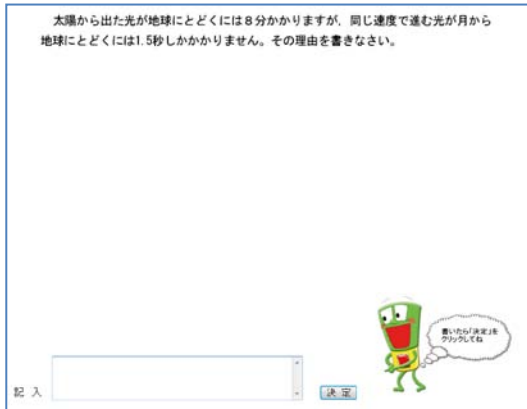 太陽から出た光が地球にとどくには８分かかりますが，同じ速度で進む光が月から
地球にとどくには1.5秒しかかかりません。その理由を書きなさい。
書いたら「決定」を
クリックしてね
記 入
決 定